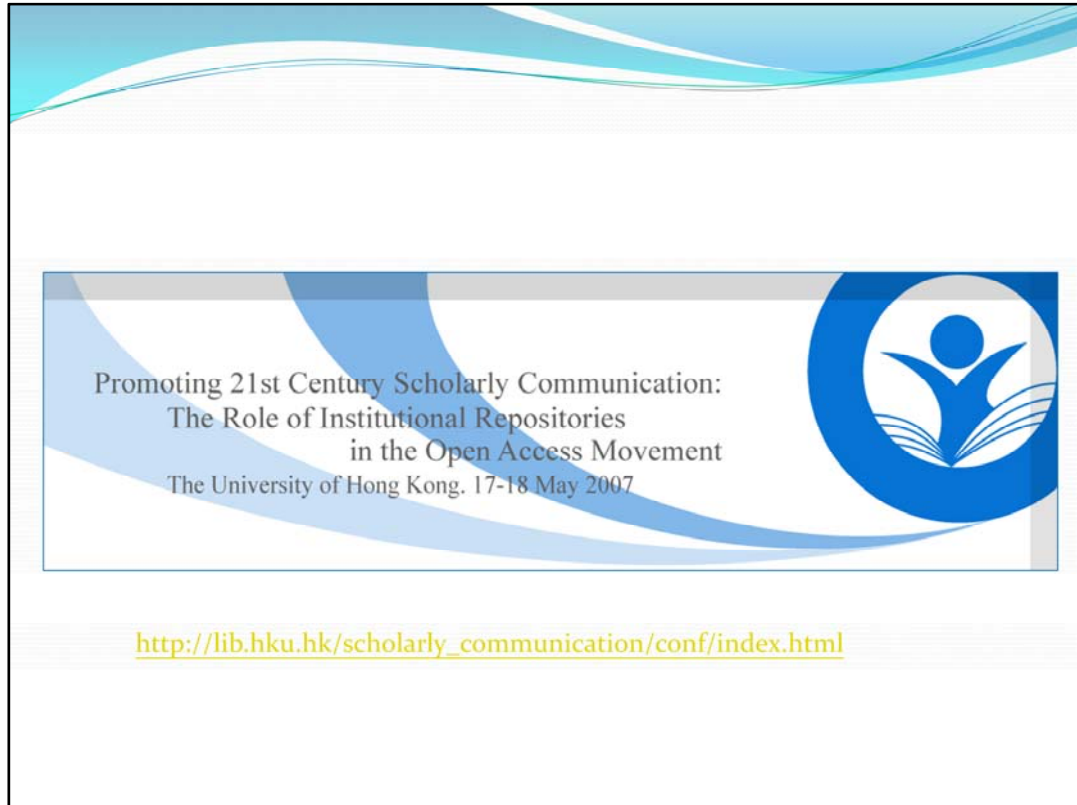 Promoting 21st Century Scholarly Communication:
The Role of Institutional Repositories
in the Open Access Movement
The University of Hong Kong. 17-18 May 2007
http://lib.hku.hk/scholarly_communication/conf/index.html